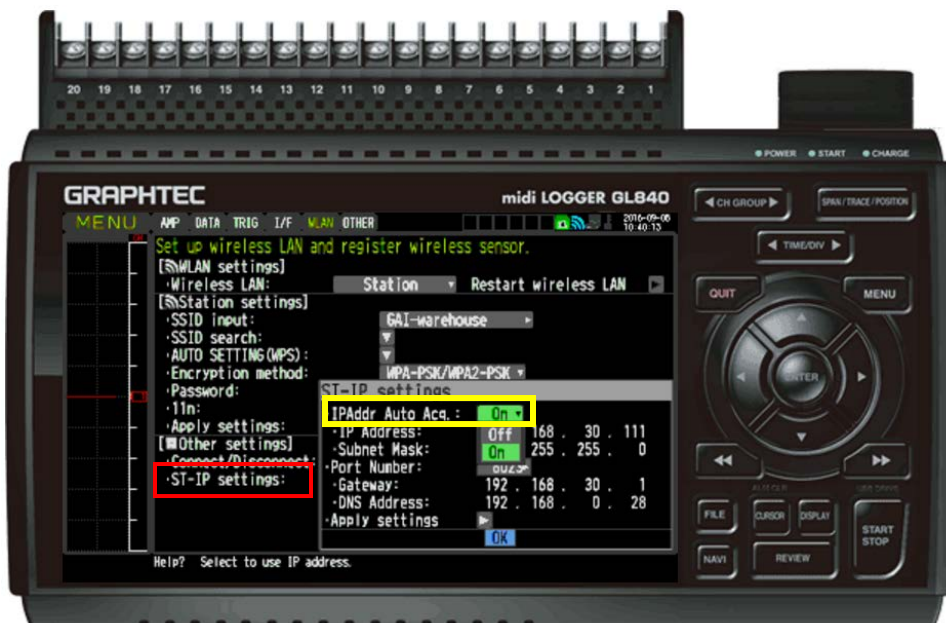 20 19 18 17 16 15 14 13 12 11 10 9 8 7 6 5 4 3 2 1
POWER START CHARGE
GRAPHTEC
midi LOGGER GL840
CH GROUP
SPAN / TRACE / POSITION
MENU AMP DATA TRIG I/F WLAN OTHER
2016-09-08
10:40:13
Set up wireless LAN and register wireless sensor.
TIME/DIV
[WLAN settings]
·Wireless LAN: Station Restart wireless LAN
QUIT
MENU
[Station settings]
·SSID input: GAI-warehouse
·SSID search:
·AUTO SETTING(WPS):
·Encryption method: WPA-PSK/WPA2-PSK
·Password:
·11n:
·Apply settings:
[Other settings]
·Connect/Disconnect:
·ST-IP settings:
ST-IP settings
·IPAddr Auto Acq.: On
Off
On
·IP Address: 168 . 30 . 111
·Subnet Mask: 255 . 255 . 0
·Port Number: 8023
·Gateway: 192 . 168 . 30 . 1
·DNS Address: 192 . 168 . 0 . 28
·Apply settings
OK
Help? Select to use IP address.
ENTER
FILE
CURSOR
DISPLAY
START
STOP
NAVI
REVIEW